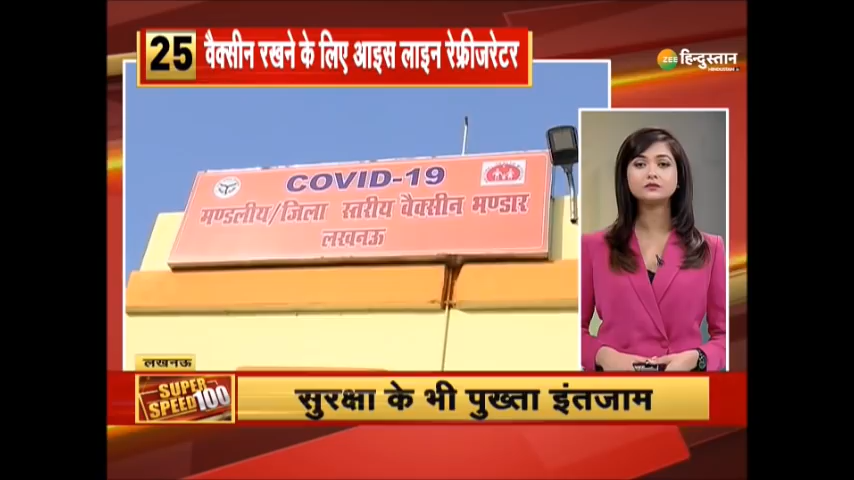 25 वैक्सीन रखने के लिए आइस लाइन रेफ्रीजरेटर
ZEE हिन्दुस्तान
HINDUSTAN
COVID-19
मण्डलीय/जिला स्तरीय वैक्सीन भण्डार
लखनऊ
लखनऊ
SUPER
SPEED 100
सुरक्षा के भी पुख्ता इंतजाम